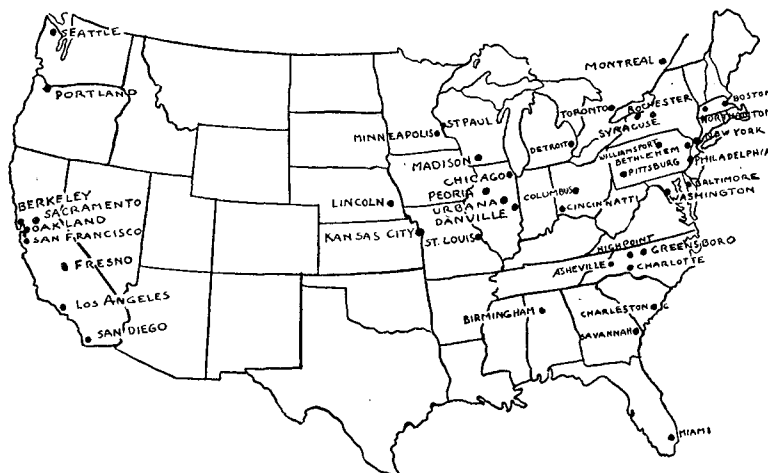 SEATTLE
PORTLAND
MONTREAL
TORONTO
ROCHESTER
SYRACUSE
BOSTON
NORTHAMPTON
NEW YORK
MINNEAPOLIS
ST PAUL
DETROIT
WILLIAMSPORT
BETHLEHEM
PITTSBURG
PHILADELPHIA
MADISON
CHICAGO
PEORIA
URBANA
DANVILLE
COLUMBUS
CINCINNATTI
BALTIMORE
WASHINGTON
BERKELEY
SACRAMENTO
OAKLAND
SAN FRANCISCO
LINCOLN
KANSAS CITY
ST. LOUIS
FRESNO
LOS ANGELES
SAN DIEGO
HIGHPOINT
GREENSBORO
ASHEVILLE
CHARLOTTE
BIRMINGHAM
CHARLESTON
SAVANNAH
MIAMI